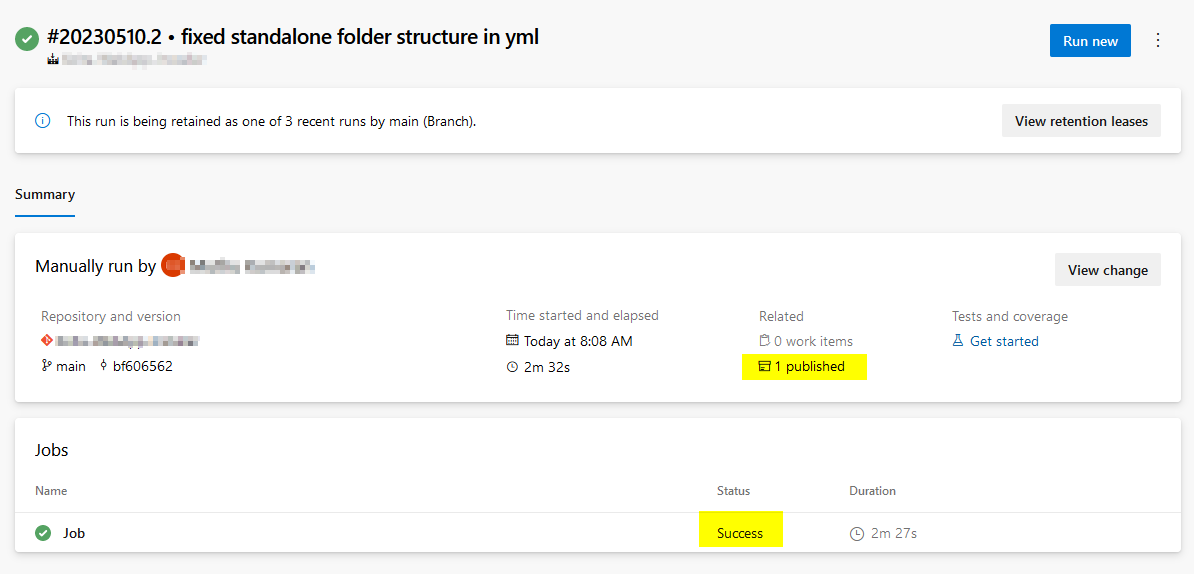 #20230510.2 • fixed standalone folder structure in yml
Run new
This run is being retained as one of 3 recent runs by main (Branch).
View retention leases
Summary
Manually run by
View change
Repository and version
Time started and elapsed
Related
Tests and coverage
Today at 8:08 AM
0 work items
Get started
main
bf606562
2m 32s
1 published
Jobs
Name
Status
Duration
Job
Success
2m 27s